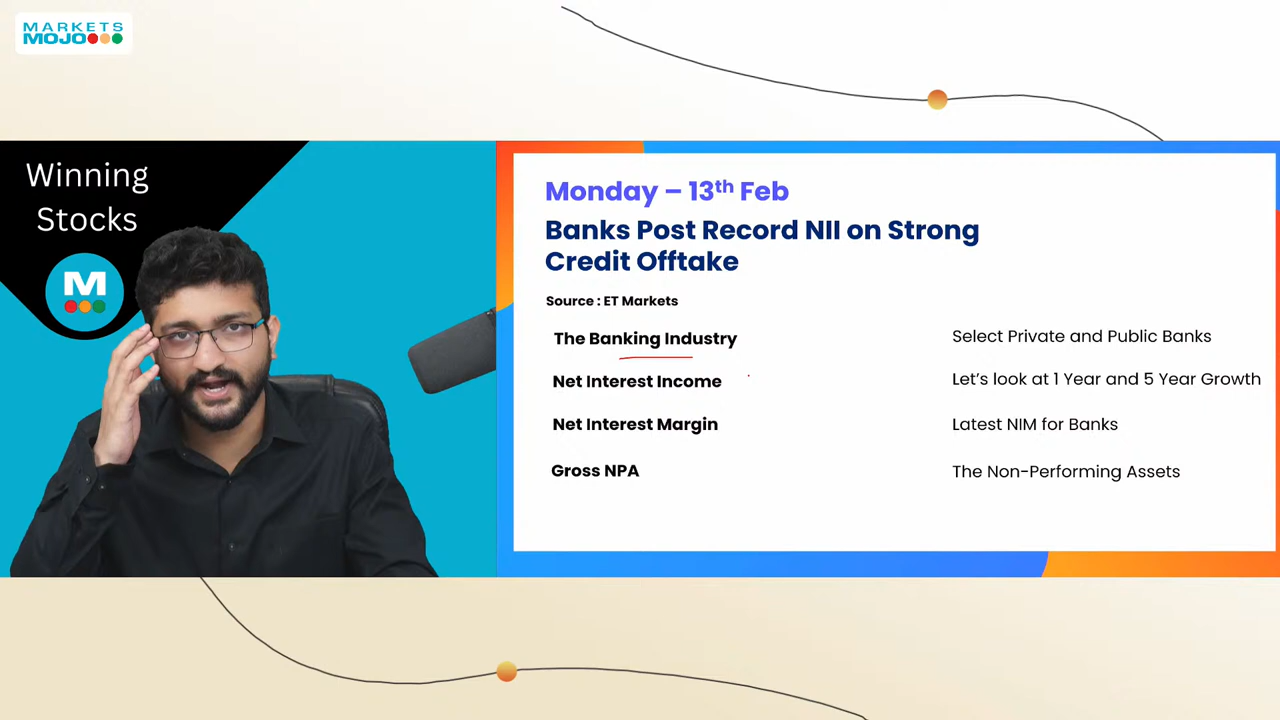 MARKETS
MOJO
Winning
Stocks
M
Monday – 13th Feb
Banks Post Record NII on Strong
Credit Offtake
Source : ET Markets
The Banking Industry
Select Private and Public Banks
Net Interest Income
Let's look at 1 Year and 5 Year Growth
Net Interest Margin
Latest NIM for Banks
Gross NPA
The Non-Performing Assets